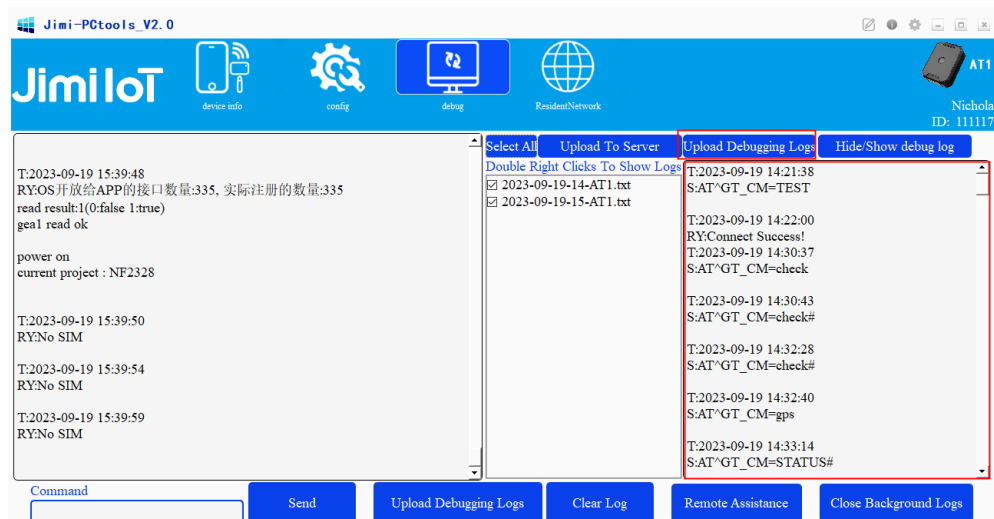 Jimi-PCtools_V2.0
Jimi IoT
device info
config
debug
ResidentNetwork
AT1
Nichola
ID: 111117
T:2023-09-19 15:39:48
RY:OS开放给APP的接口数量:335, 实际注册的数量:335
read result:1(0:false 1:true)
gea1 read ok
power on
current project : NF2328
T:2023-09-19 15:39:50
RY:No SIM
T:2023-09-19 15:39:54
RY:No SIM
T:2023-09-19 15:39:59
RY:No SIM
Select All
Upload To Server
Upload Debugging Logs
Hide/Show debug log
Double Right Clicks To Show Logs
2023-09-19-14-AT1.txt
2023-09-19-15-AT1.txt
T:2023-09-19 14:21:38
S:AT^GT_CM=TEST
T:2023-09-19 14:22:00
RY:Connect Success!
T:2023-09-19 14:30:37
S:AT^GT_CM=check
T:2023-09-19 14:30:43
S:AT^GT_CM=check#
T:2023-09-19 14:32:28
S:AT^GT_CM=check#
T:2023-09-19 14:32:40
S:AT^GT_CM=gps
T:2023-09-19 14:33:14
S:AT^GT_CM=STATUS#
Command
Send
Upload Debugging Logs
Clear Log
Remote Assistance
Close Background Logs